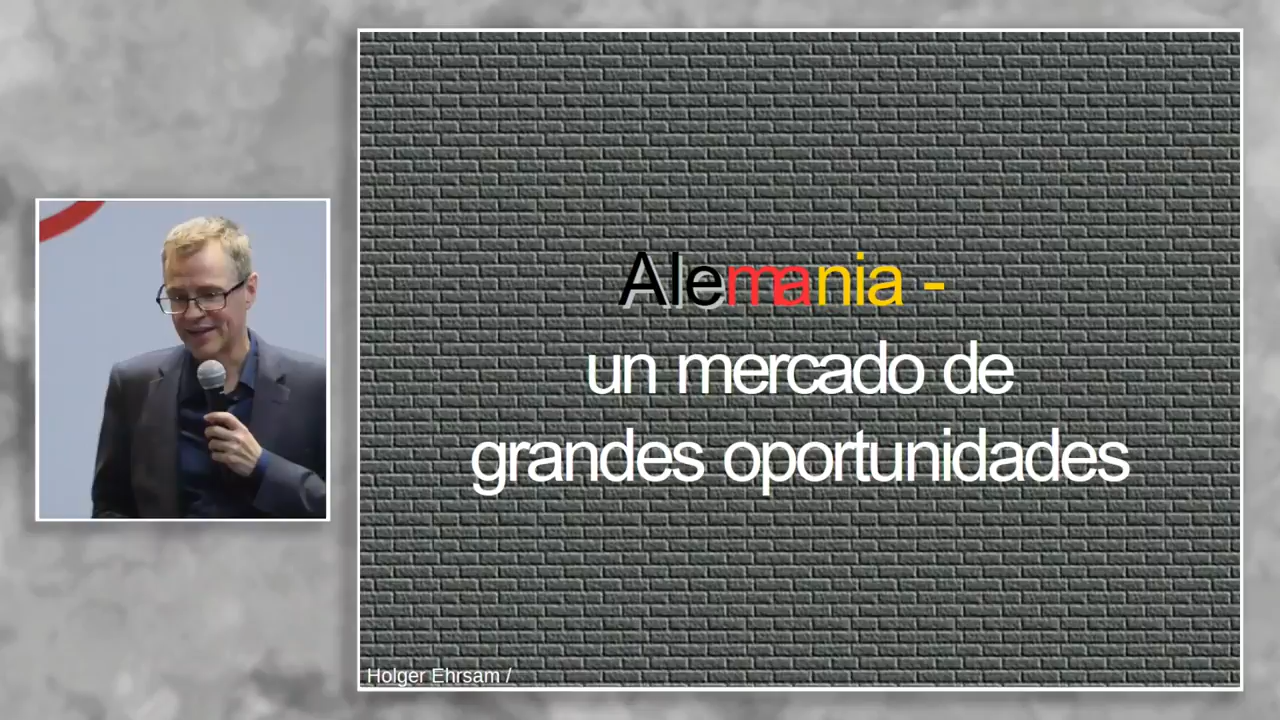 Alemania -
un mercado de
grandes oportunidades
Holger Ehrsam /